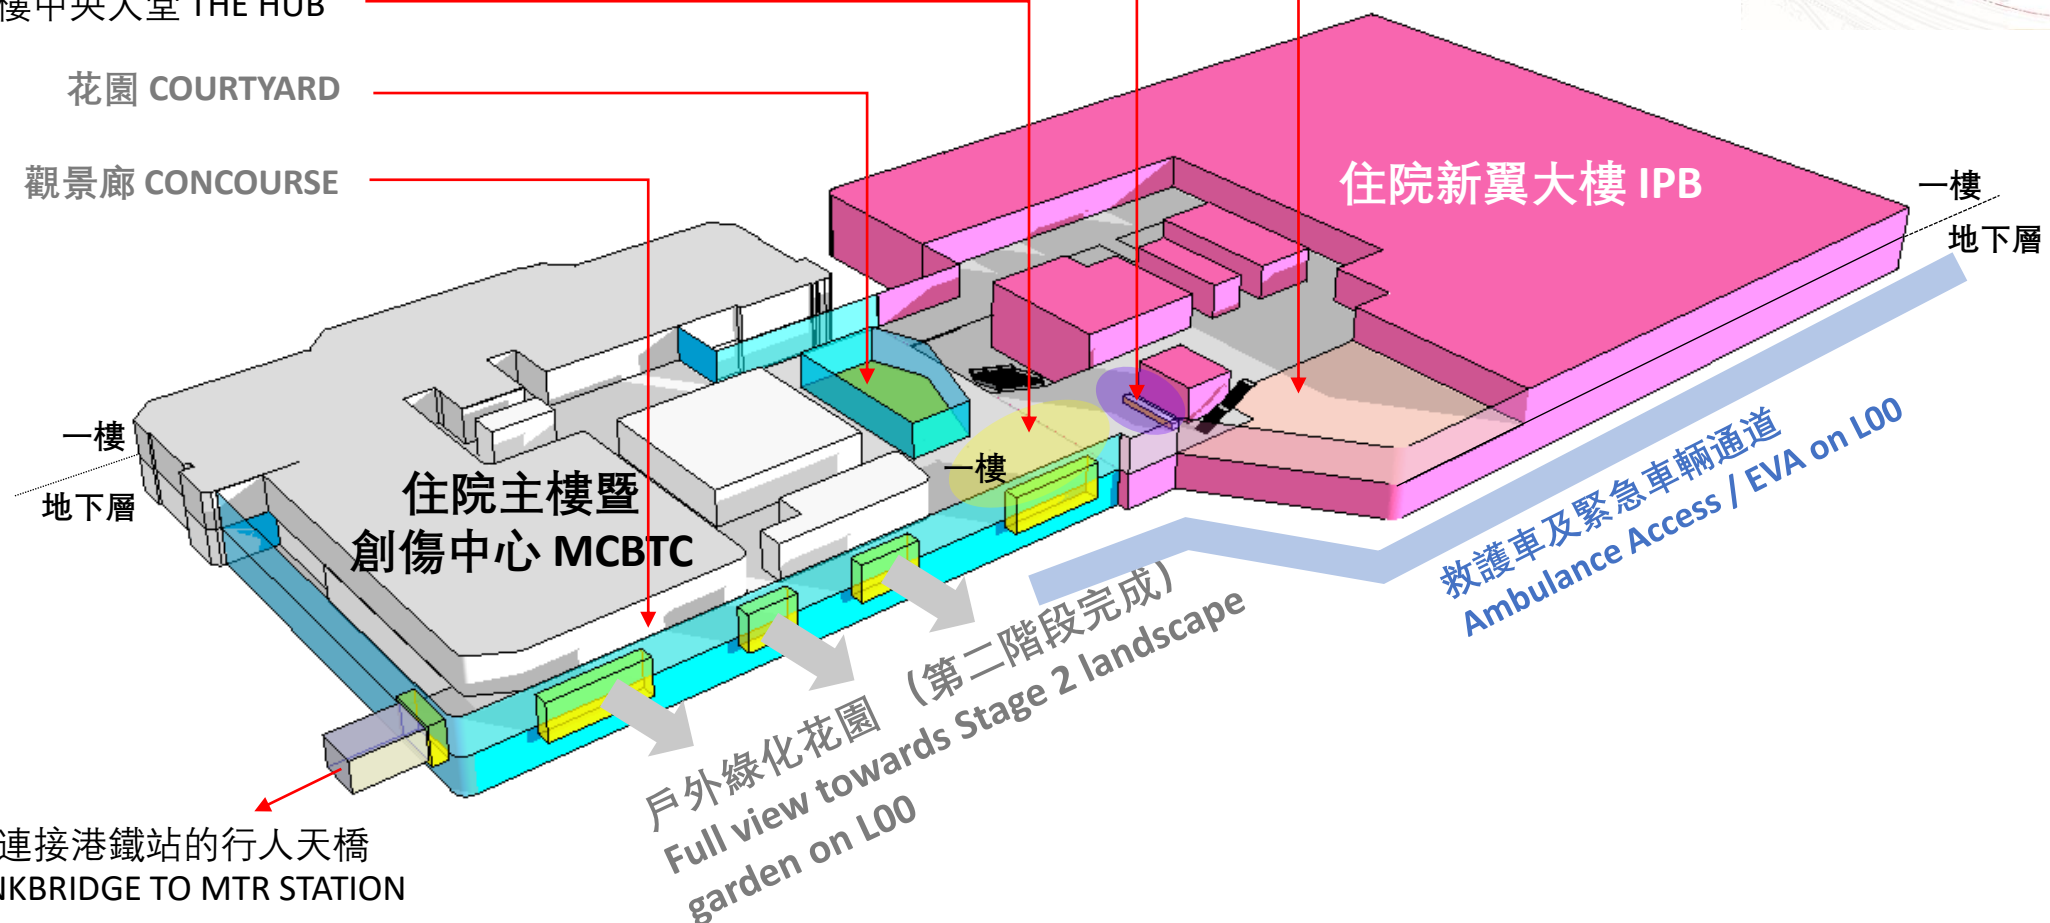 樓中央大堂 THE HUB
花園 COURTYARD
觀景廊 CONCOURSE
住院新翼大樓 IPB
一樓
地下層
一樓
地下層
一樓
住院主樓暨
創傷中心 MCBTC
救護車及緊急車輛通道
Ambulance Access / EVA on L00
戶外綠化花園 （第二階段完成）
Full view towards Stage 2 landscape
garden on L00
連接港鐵站的行人天橋
NKBRIDGE TO MTR STATION